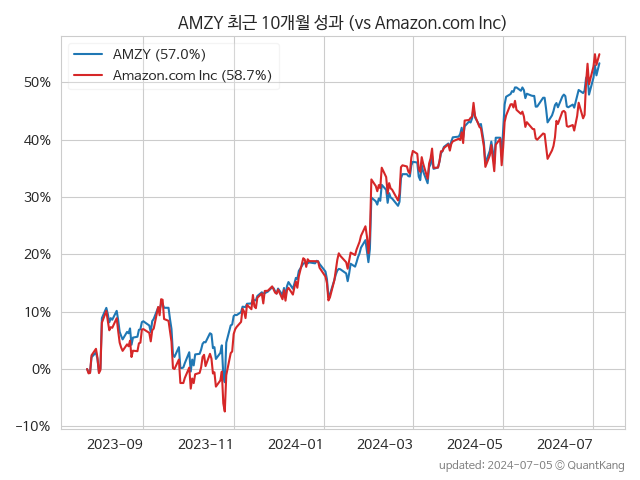 AMZY 최근 10개월 성과 (vs Amazon.com Inc)
AMZY (57.0%)
Amazon.com Inc (58.7%)
50%
40%
30%
20%
10%
0%
−10%
2023-09 2023-11 2024-01 2024-03 2024-05 2024-07
updated: 2024-07-05 © QuantKang